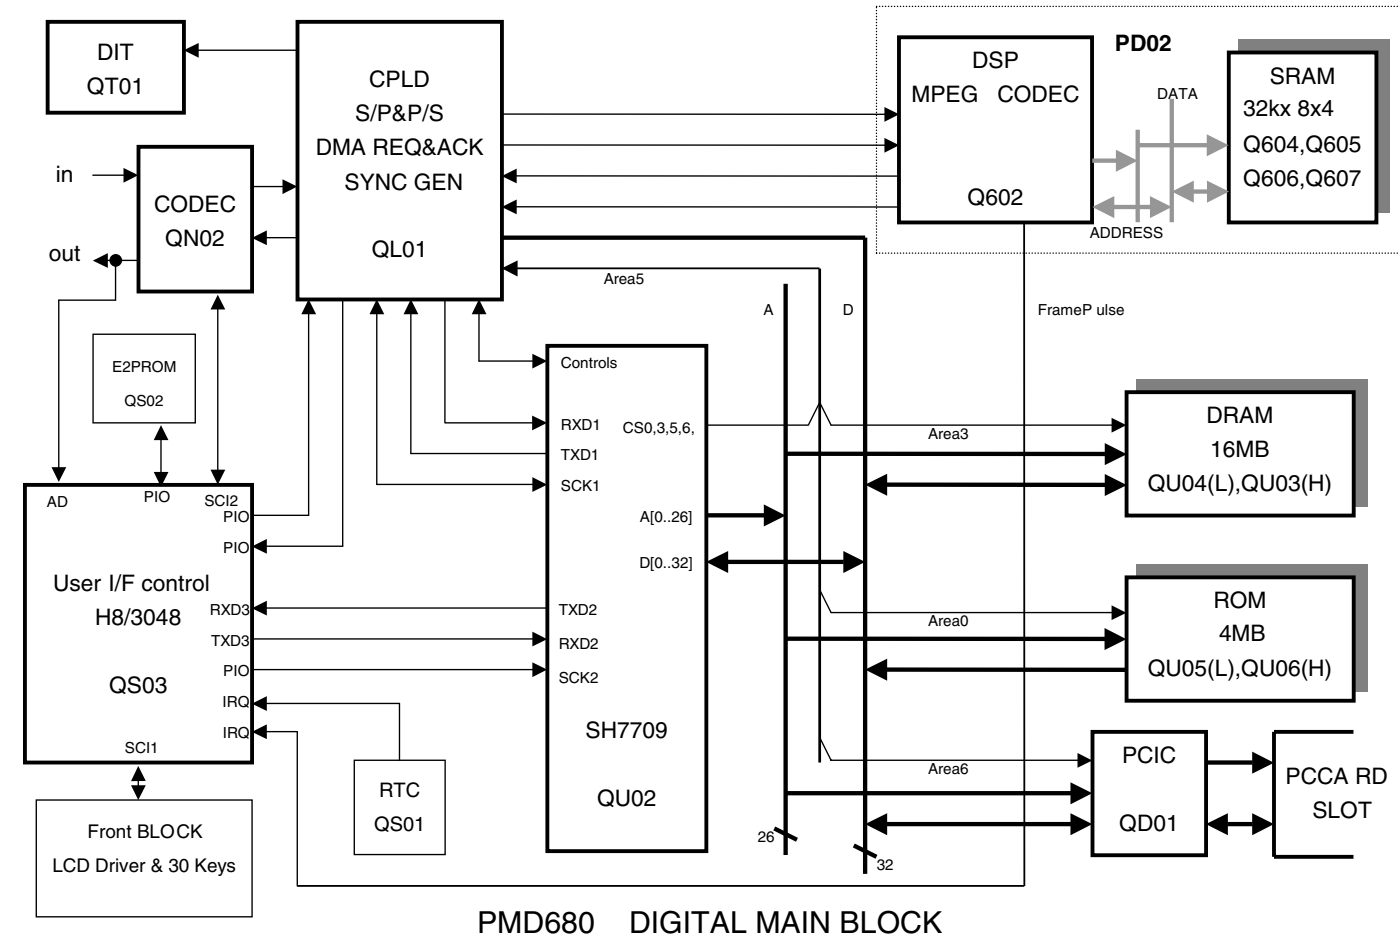 DIT
QT01
CPLD
S/P&P/S
DMA REQ&ACK
SYNC GEN
QL01
PD02
DSP
MPEG CODEC
Q602
DATA
ADDRESS
SRAM
32kx 8x4
Q604,Q605
Q606,Q607
in
out
CODEC
QN02
Area5
A
D
FrameP ulse
E2PROM
QS02
Controls
RXD1
TXD1
SCK1
CS0,3,5,6,
A[0..26]
D[0..32]
TXD2
RXD2
SCK2
SH7709
QU02
Area3
DRAM
16MB
QU04(L),QU03(H)
AD
PIO
SCI2
PIO
PIO
User I/F control
H8/3048
QS03
RXD3
TXD3
PIO
IRQ
IRQ
SCI1
Area0
ROM
4MB
QU05(L),QU06(H)
Area6
PCIC
QD01
PCCA RD
SLOT
RTC
QS01
Front BLOCK
LCD Driver & 30 Keys
26
32
PMD680 DIGITAL MAIN BLOCK